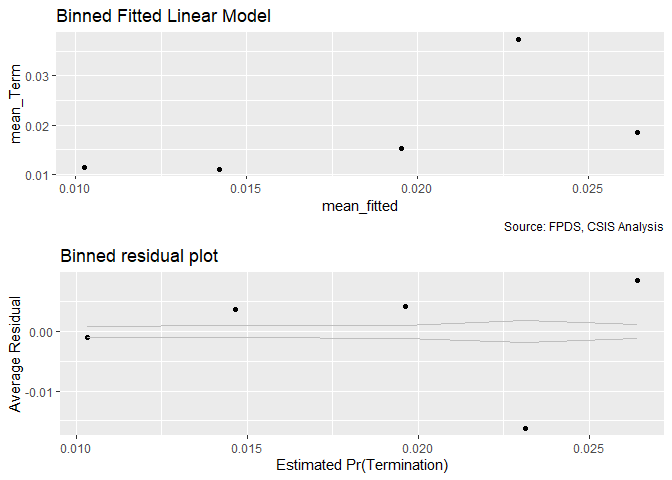 Binned Fitted Linear Model
mean_Term
0.03
0.02
0.01
0.010
0.015
0.020
0.025
mean_fitted
Source: FPDS, CSIS Analysis
Binned residual plot
Average Residual
0.00
-0.01
0.010
0.015
0.020
0.025
Estimated Pr(Termination)